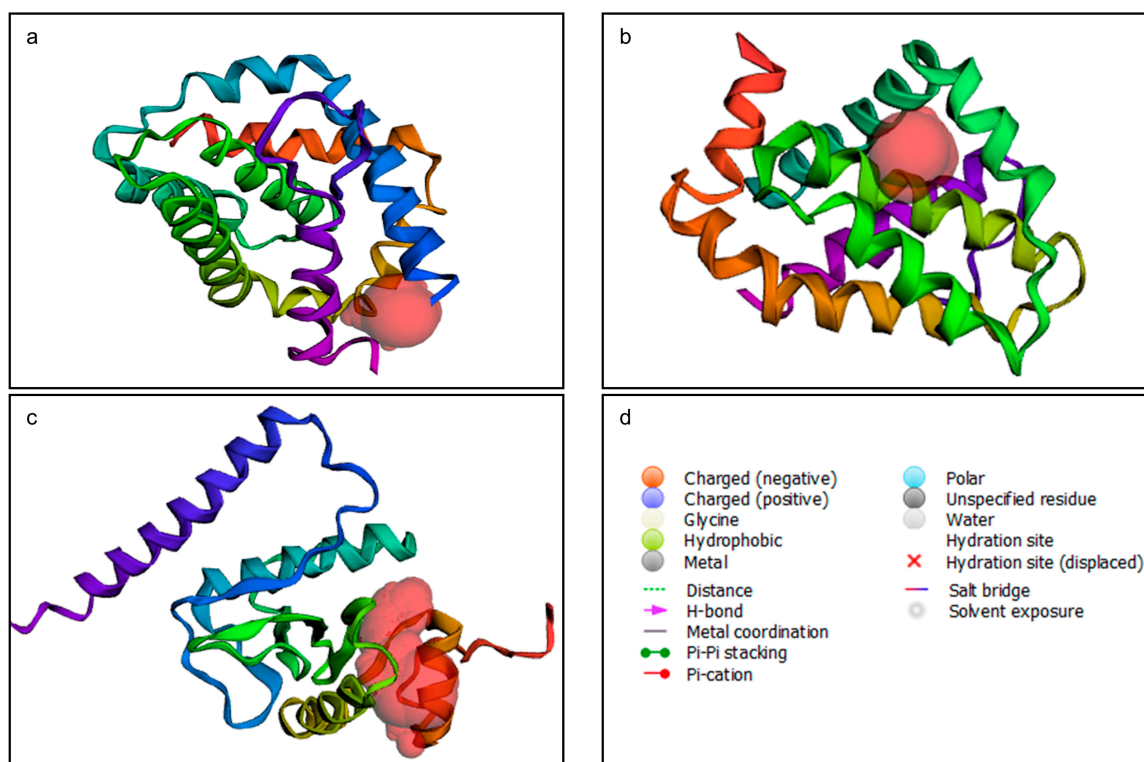 a
b
c
d
Charged (negative)
Charged (positive)
Glycine
Hydrophobic
Metal
Distance
H-bond
Metal coordination
Pi-Pi stacking
Pi-cation
Polar
Unspecified residue
Water
Hydration site
Hydration site (displaced)
Salt bridge
Solvent exposure